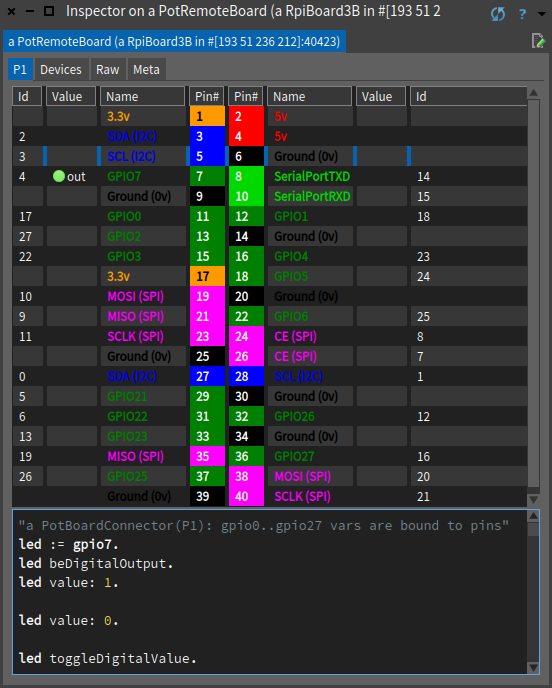 Inspector on a PotRemoteBoard (a RpiBoard3B in #[193 51 2
a PotRemoteBoard (a RpiBoard3B in #[193 51 236 212]:40423)
P1 Devices Raw Meta
Id Value Name Pin# Pin# Name Value Id
3.3v 1 2 5v
2 SDA (I2C) 3 4 5v
3 SCL (I2C) 5 6 Ground (0v)
4 out GPIO7 7 8 SerialPortTXD 14
Ground (0v) 9 10 SerialPortRXD 15
17 GPIO0 11 12 GPIO1 18
27 GPIO2 13 14 Ground (0v)
22 GPIO3 15 16 GPIO4 23
3.3v 17 18 GPIO5 24
10 MOSI (SPI) 19 20 Ground (0v)
9 MISO (SPI) 21 22 GPIO6 25
11 SCLK (SPI) 23 24 CE (SPI) 8
Ground (0v) 25 26 CE (SPI) 7
0 SDA (I2C) 27 28 SCL (I2C) 1
5 GPIO21 29 30 Ground (0v)
6 GPIO22 31 32 GPIO26 12
13 GPIO23 33 34 Ground (0v)
19 MISO (SPI) 35 36 GPIO27 16
26 GPIO25 37 38 MOSI (SPI) 20
Ground (0v) 39 40 SCLK (SPI) 21
"a PotBoardConnector(P1): gpio0..gpio27 vars are bound to pins"
led := gpio7.
led beDigitalOutput.
led value: 1.
led value: 0.
led toggleDigitalValue.